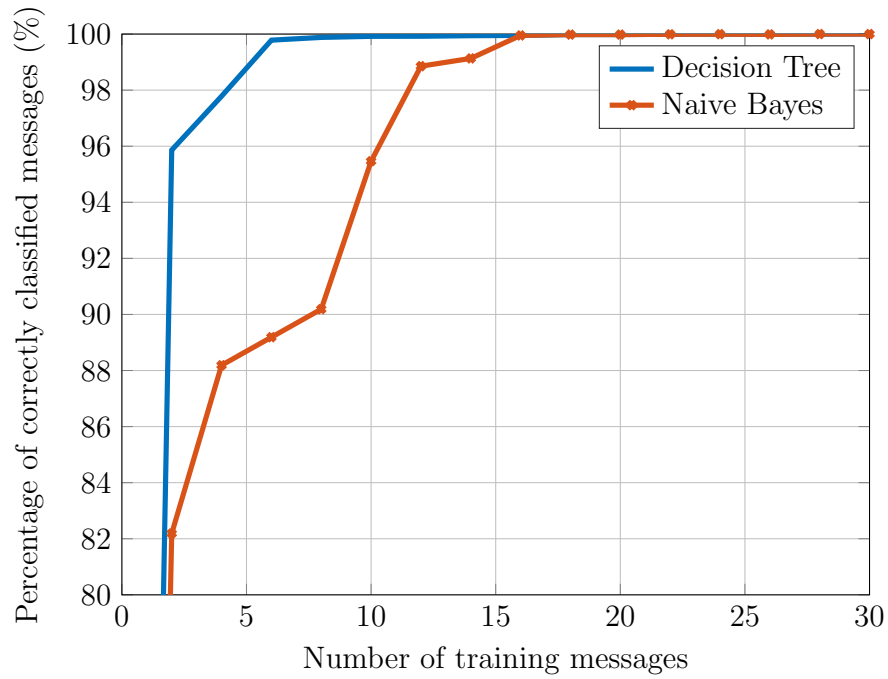 Percentage of correctly classified messages (%)
100
98
96
94
92
90
88
86
84
82
80
Decision Tree
Naive Bayes
0 5 10 15 20 25 30
Number of training messages